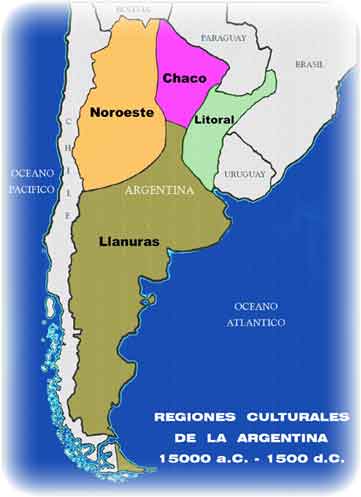 BOLIVIA
PARAGUAY
Chaco
BRASIL
Noroeste
Litoral
CHILE
OCEANO
PACIFICO
URUGUAY
ARGENTINA
Llanuras
OCEANO
ATLANTICO
REGIONES CULTURALES
DE LA ARGENTINA
15000 a.C. - 1500 d.C.